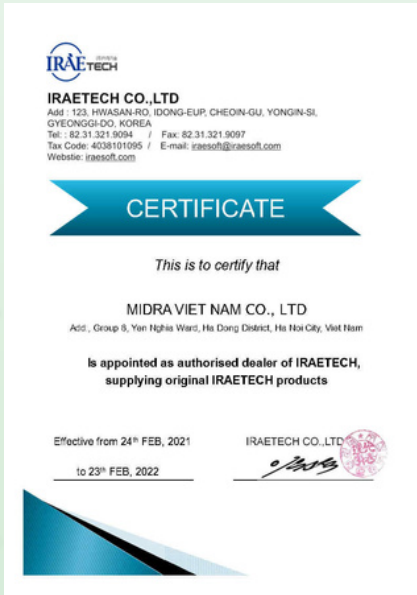 IRAE TECH
IRAETECH CO.,LTD
Add : 123, HWASAN-RO, IDONG-EUP, CHEOIN-GU, YONGIN-SI,
GYEONGGI-DO, KOREA
Tel: : 82.31.321.9094 / Fax: 82.31.321.9097
Tax Code: 4038101095 / E-mail: iraesoft@iraesoft.com
Webstie: iraesoft.com
CERTIFICATE
This is to certify that
MIDRA VIET NAM CO., LTD
Add., Group 8, Yen Nghia Ward, Ha Dong District, Ha Noi City, Viet Nam
Is appointed as authorised dealer of IRAETECH,
supplying original IRAETECH products
Effective from 24th FEB, 2021
IRAETECH CO.,LTD
to 23th FEB, 2022